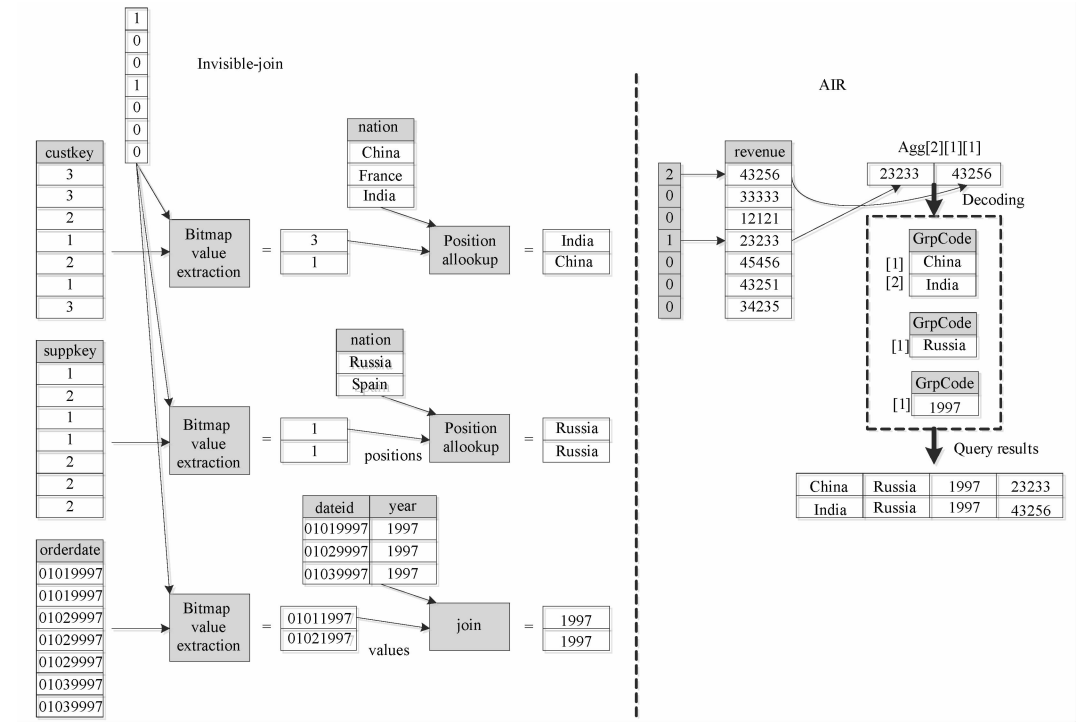 1
0
0
1
0
0
0
Invisible-join
custkey
3
3
2
1
2
1
3
Bitmap
value
extraction
=
3
1
nation
China
France
India
Position
allookup
=
India
China
suppkey
1
2
1
1
2
2
2
Bitmap
value
extraction
=
1
1
positions
nation
Russia
Spain
Position
allookup
=
Russia
Russia
orderdate
01019997
01019997
01029997
01029997
01029997
01039997
01039997
Bitmap
value
extraction
=
01011997
01021997
values
dateid year
01019997 1997
01029997 1997
01039997 1997
join
=
1997
1997
AIR
2
0
0
1
0
0
0
revenue
43256
33333
12121
23233
45456
43251
34235
Agg[2][1][1]
23233 43256
Decoding
GrpCode
[1] China
[2] India
GrpCode
[1] Russia
GrpCode
[1] 1997
Query results
China Russia 1997 23233
India Russia 1997 43256